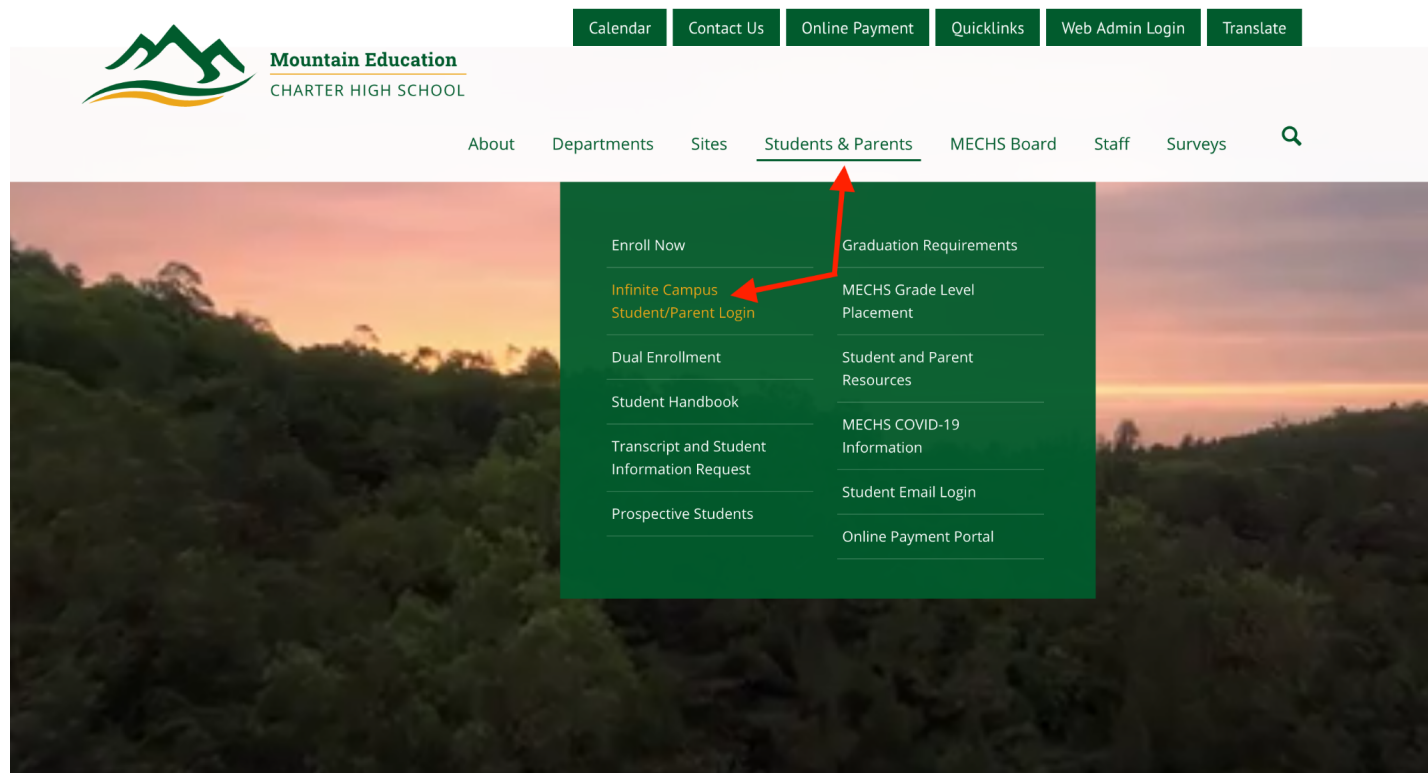 Calendar
Contact Us
Online Payment
Quicklinks
Web Admin Login
Translate
Mountain Education
CHARTER HIGH SCHOOL
About
Departments
Sites
Students & Parents
MECHS Board
Staff
Surveys
Enroll Now
Infinite Campus
Student/Parent Login
Dual Enrollment
Student Handbook
Transcript and Student
Information Request
Prospective Students
Graduation Requirements
MECHS Grade Level
Placement
Student and Parent
Resources
MECHS COVID-19
Information
Student Email Login
Online Payment Portal